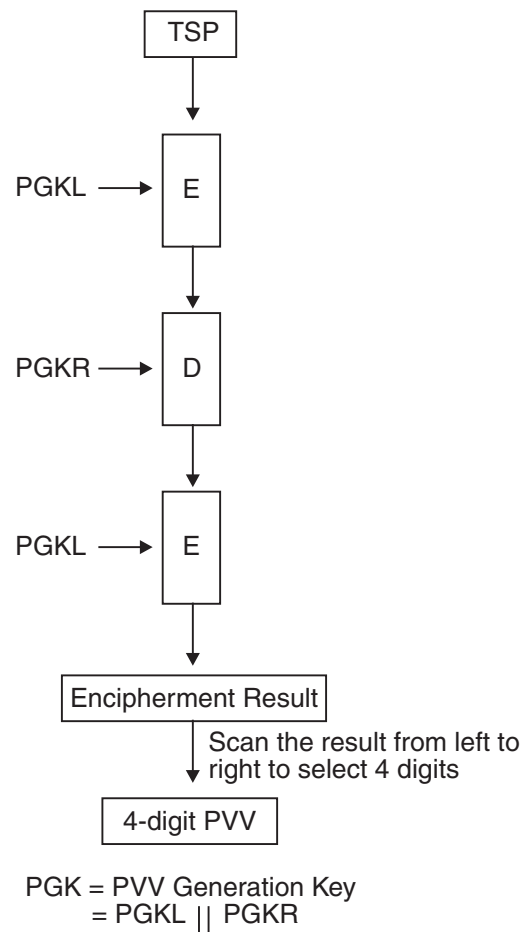 TSP
PGKL
E
PGKR
D
PGKL
E
Encipherment Result
Scan the result from left to
right to select 4 digits
4-digit PVV
PGK = PVV Generation Key
= PGKL || PGKR